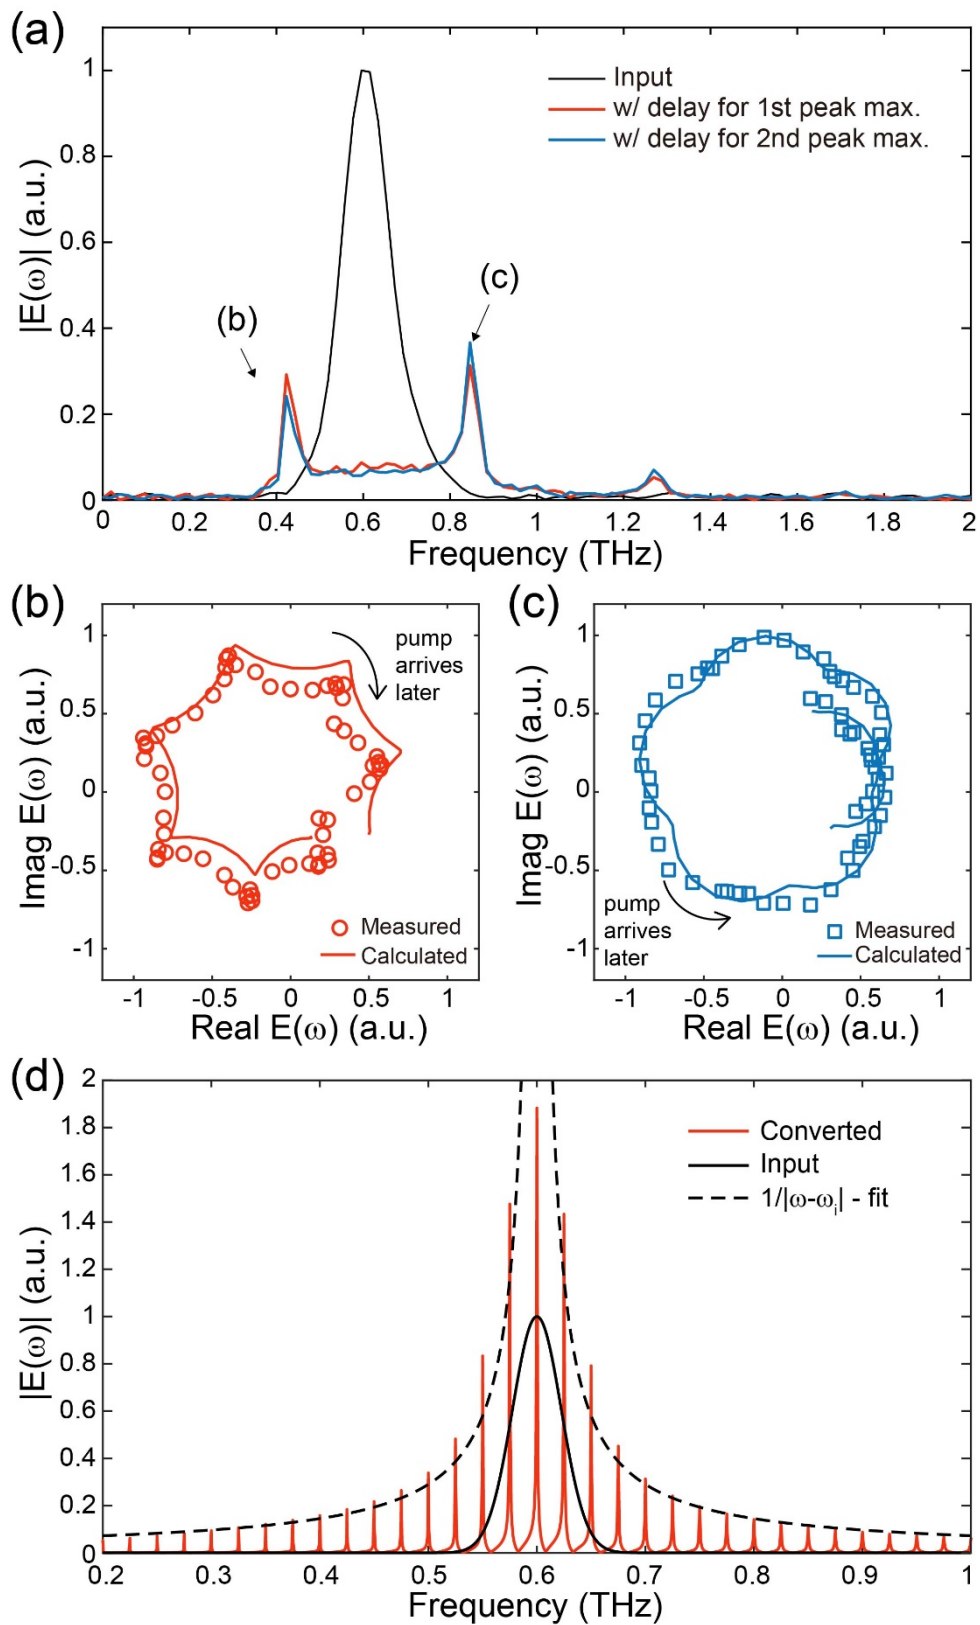 (a)
|E(ω)| (a.u.)
1
0.8
0.6
0.4
0.2
0
Input
w/ delay for 1st peak max.
w/ delay for 2nd peak max.
(b)
(c)
0 0.2 0.4 0.6 0.8 1 1.2 1.4 1.6 1.8 2
Frequency (THz)
(b)
Imag E(ω) (a.u.)
1
0.5
0
-0.5
-1
pump
arrives
later
Measured
Calculated
-1 -0.5 0 0.5 1
Real E(ω) (a.u.)
(c)
Imag E(ω) (a.u.)
1
0.5
0
-0.5
-1
pump
arrives
later
Measured
Calculated
-1 -0.5 0 0.5 1
Real E(ω) (a.u.)
(d)
|E(ω)| (a.u.)
2
1.8
1.6
1.4
1.2
1
0.8
0.6
0.4
0.2
0
Converted
Input
1/|ω-ωᵢ| - fit
0.2 0.3 0.4 0.5 0.6 0.7 0.8 0.9 1
Frequency (THz)